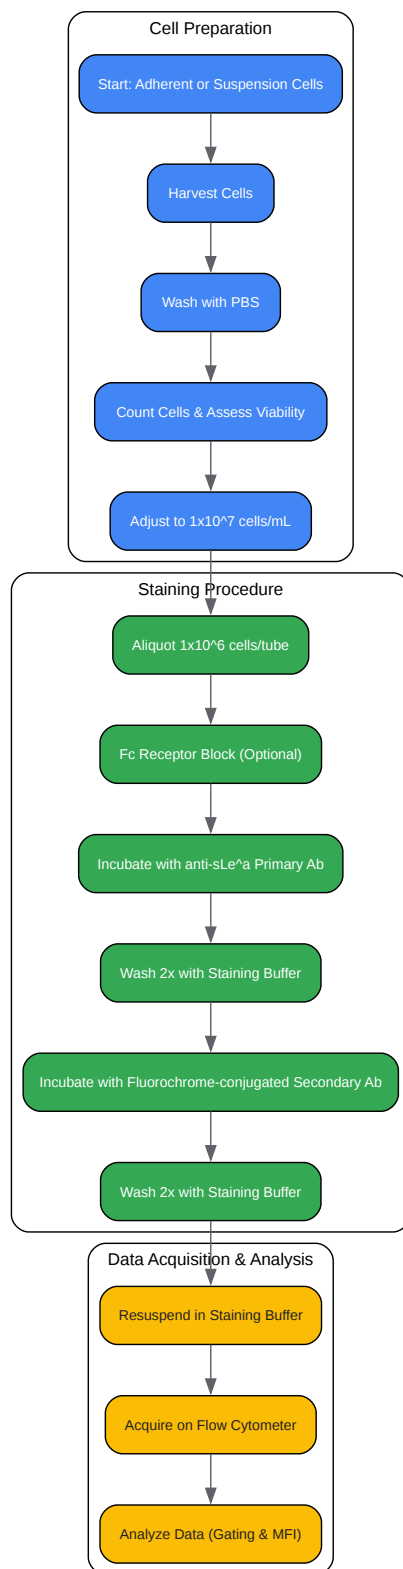 Cell Preparation
Start: Adherent or Suspension Cells
Harvest Cells
Wash with PBS
Count Cells & Assess Viability
Adjust to 1x10^7 cells/mL
Staining Procedure
Aliquot 1x10^6 cells/tube
Fc Receptor Block (Optional)
Incubate with anti-sLe^a Primary Ab
Wash 2x with Staining Buffer
Incubate with Fluorochrome-conjugated Secondary Ab
Wash 2x with Staining Buffer
Data Acquisition & Analysis
Resuspend in Staining Buffer
Acquire on Flow Cytometer
Analyze Data (Gating & MFI)